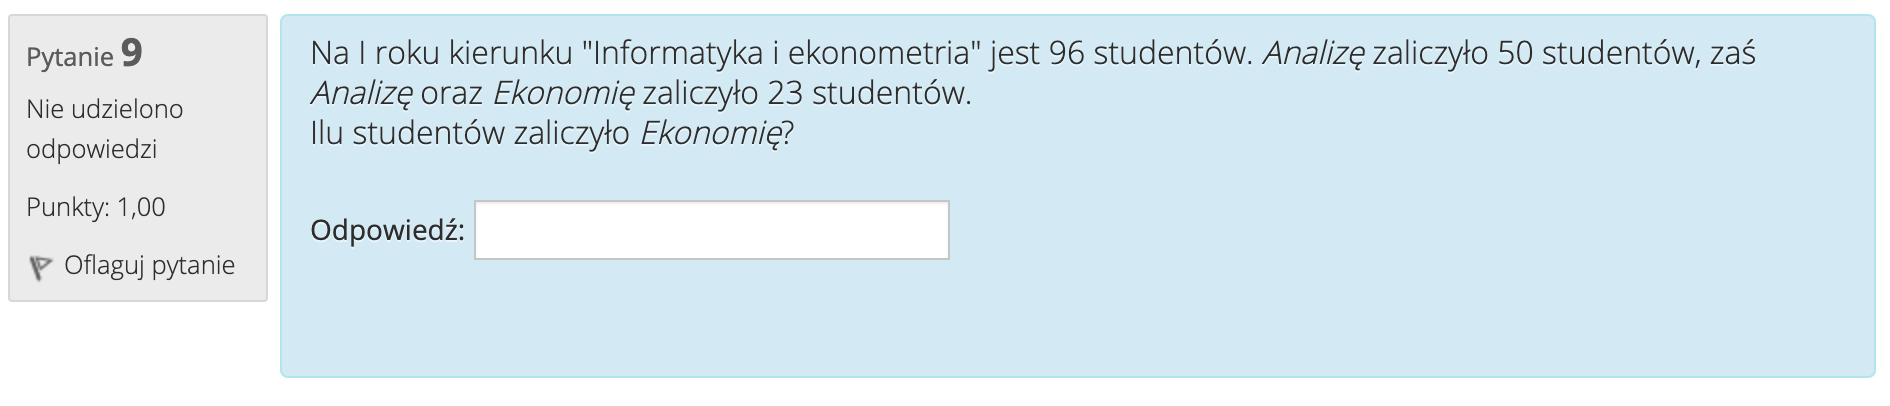 Pytanie 9
Nie udzielono
odpowiedzi
Punkty: 1,00
Oflaguj pytanie
Na I roku kierunku "Informatyka i ekonometria" jest 96 studentów. Analizę zaliczyło 50 studentów, zaś
Analizę oraz Ekonomię zaliczyło 23 studentów.
Ilu studentów zaliczyło Ekonomię?
Odpowiedź: